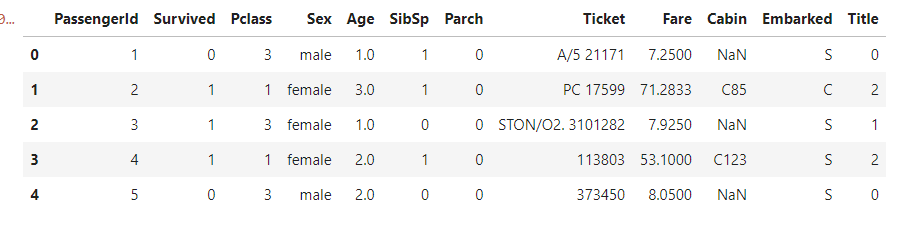 PassengerId Survived Pclass Sex Age SibSp Parch Ticket Fare Cabin Embarked Title
0 1 0 3 male 1.0 1 0 A/5 21171 7.2500 NaN S 0
1 2 1 1 female 3.0 1 0 PC 17599 71.2833 C85 C 2
2 3 1 3 female 1.0 0 0 STON/O2. 3101282 7.9250 NaN S 1
3 4 1 1 female 2.0 1 0 113803 53.1000 C123 S 2
4 5 0 3 male 2.0 0 0 373450 8.0500 NaN S 0